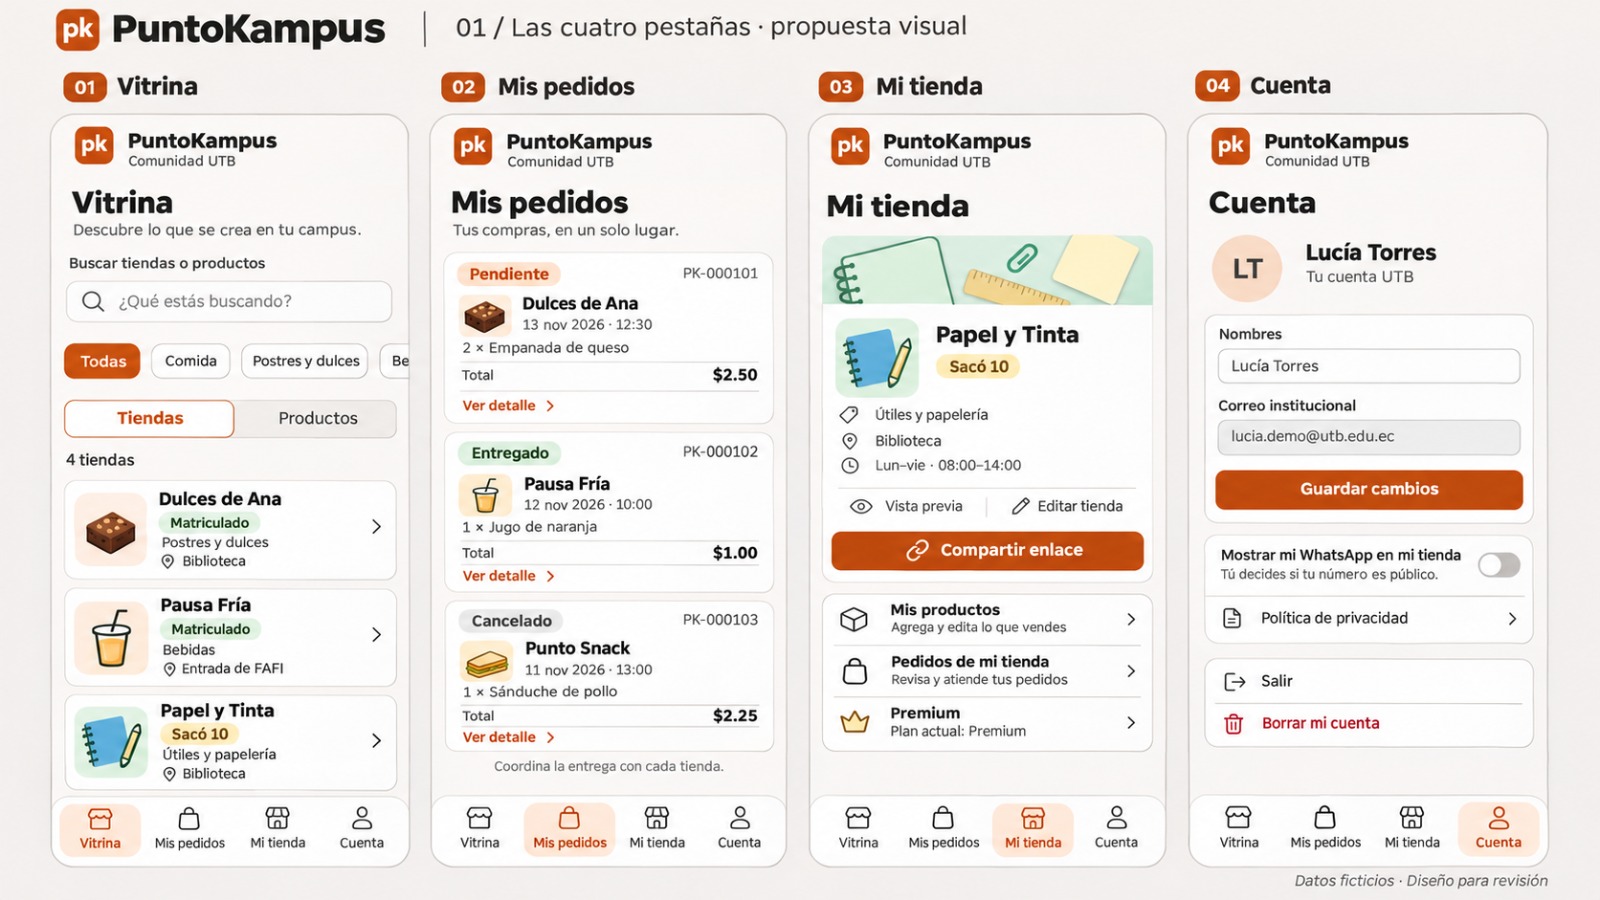 pk PuntoKampus
01 / Las cuatro pestañas · propuesta visual
01 Vitrina
pk PuntoKampus
Comunidad UTB
Vitrina
Descubre lo que se crea en tu campus.
Buscar tiendas o productos
¿Qué estás buscando?
Todas Comida Postres y dulces Be
Tiendas Productos
4 tiendas
Dulces de Ana
Matriculado
Postres y dulces
Biblioteca
Pausa Fría
Matriculado
Bebidas
Entrada de FAFI
Papel y Tinta
Sacó 10
Útiles y papelería
Biblioteca
Vitrina Mis pedidos Mi tienda Cuenta
02 Mis pedidos
pk PuntoKampus
Comunidad UTB
Mis pedidos
Tus compras, en un solo lugar.
Pendiente PK-000101
Dulces de Ana
13 nov 2026 · 12:30
2 × Empanada de queso
Total $2.50
Ver detalle
Entregado PK-000102
Pausa Fría
12 nov 2026 · 10:00
1 × Jugo de naranja
Total $1.00
Ver detalle
Cancelado PK-000103
Punto Snack
11 nov 2026 · 13:00
1 × Sánduche de pollo
Total $2.25
Ver detalle
Coordina la entrega con cada tienda.
Vitrina Mis pedidos Mi tienda Cuenta
03 Mi tienda
pk PuntoKampus
Comunidad UTB
Mi tienda
Papel y Tinta
Sacó 10
Útiles y papelería
Biblioteca
Lun–vie · 08:00–14:00
Vista previa Editar tienda
Compartir enlace
Mis productos
Agrega y edita lo que vendes
Pedidos de mi tienda
Revisa y atiende tus pedidos
Premium
Plan actual: Premium
Vitrina Mis pedidos Mi tienda Cuenta
04 Cuenta
pk PuntoKampus
Comunidad UTB
Cuenta
LT Lucía Torres
Tu cuenta UTB
Nombres
Lucía Torres
Correo institucional
lucia.demo@utb.edu.ec
Guardar cambios
Mostrar mi WhatsApp en mi tienda
Tú decides si tu número es público.
Política de privacidad
Salir
Borrar mi cuenta
Vitrina Mis pedidos Mi tienda Cuenta
Datos ficticios · Diseño para revisión